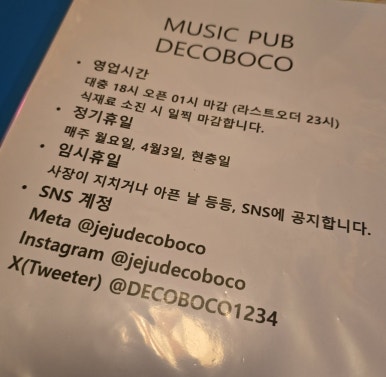 MUSIC PUB
DECOBOCO
• 영업시간
대충 18시 오픈 01시 마감 (라스트오더 23시)
식재료 소진 시 일찍 마감합니다.
• 정기휴일
매주 월요일, 4월3일, 현충일
• 임시휴일
사장이 지치거나 아픈 날 등등, SNS에 공지합니다.
• SNS 계정
Meta @jejudecoboco
Instagram @jejudecoboco
X(Tweeter) @DECOBOCO1234